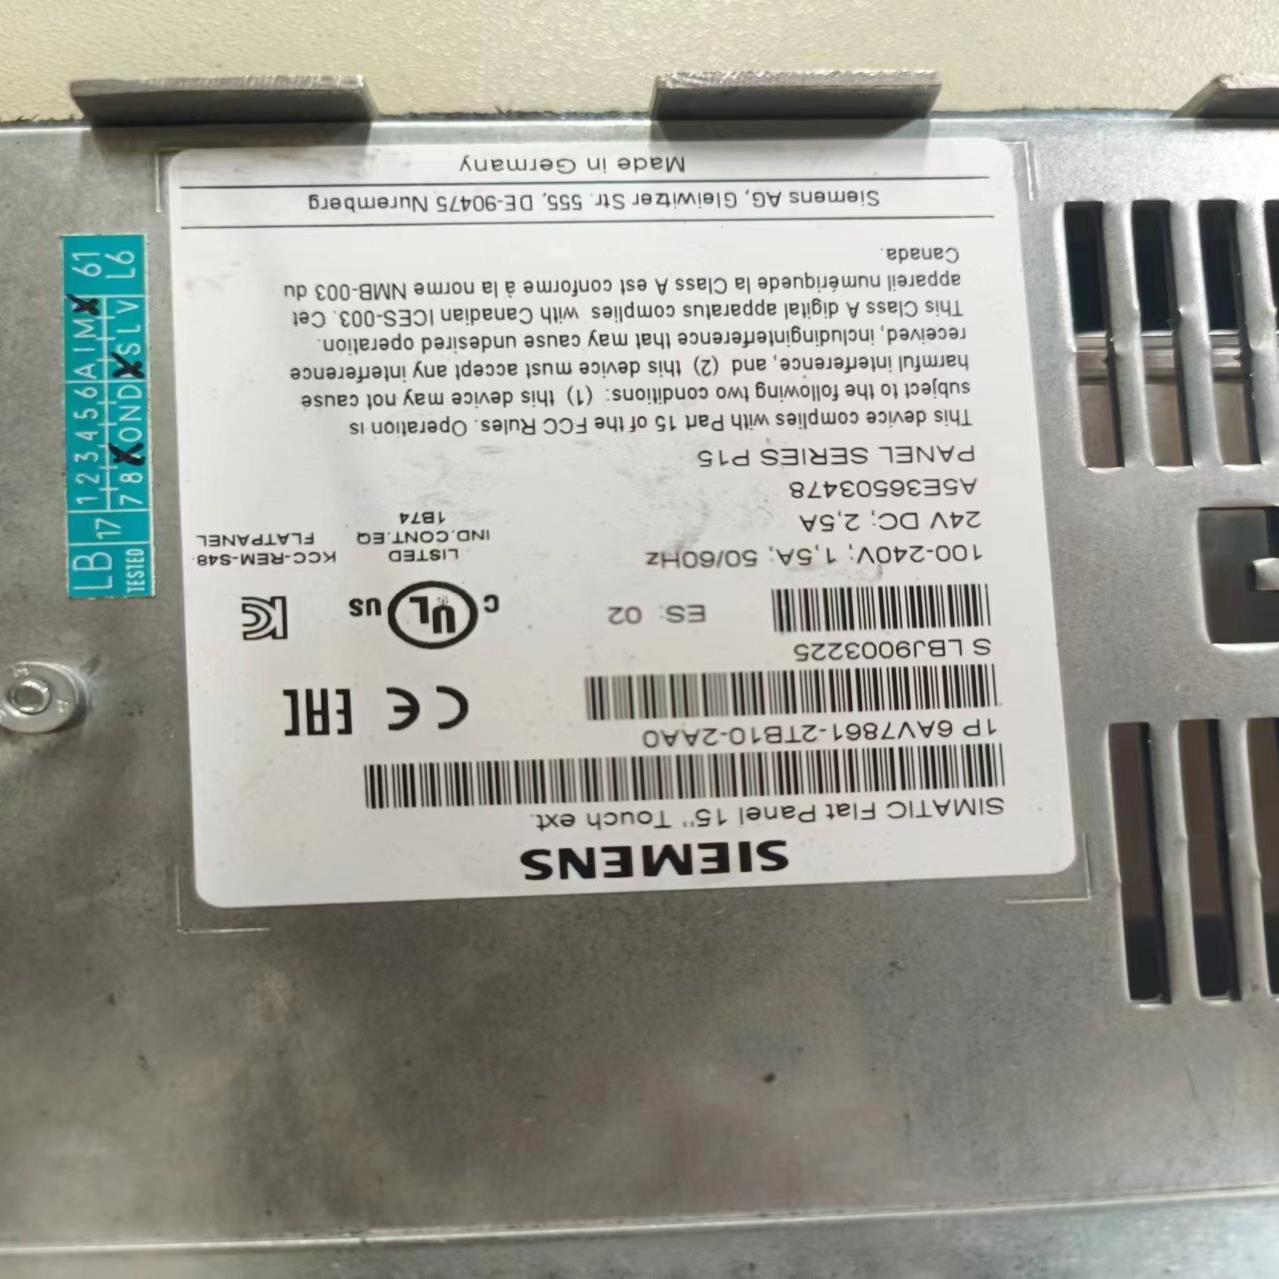 SIEMENS
SIMATIC Flat Panel 15" Touch ext.
1P 6AV7861-2TB10-2AA0
S LBJ9003225
ES: 02
100-240V; 1,5A; 50/60Hz
24V DC; 2,5A
A5E36503478
PANEL SERIES P15
CE EAC
C UL US
LISTED
IND.CONT.EQ
1B74
KCC-REM-S48-
FLATPANEL
This device complies with Part 15 of the FCC Rules. Operation is
subject to the following two conditions: (1) this device may not cause
harmful interference, and (2) this device must accept any interference
received, includinginterference that may cause undesired operation.
This Class A digital apparatus complies with Canadian ICES-003. Cet
appareil numériquede la Class A est conforme à la norme NMB-003 du
Canada.
Siemens AG, Gleiwitzer Str. 555, DE-90475 Nuremberg
Made in Germany
LB 17 1 2 3 4 5 6 A I M 61
TESTED 7 8 O N D S L V L6